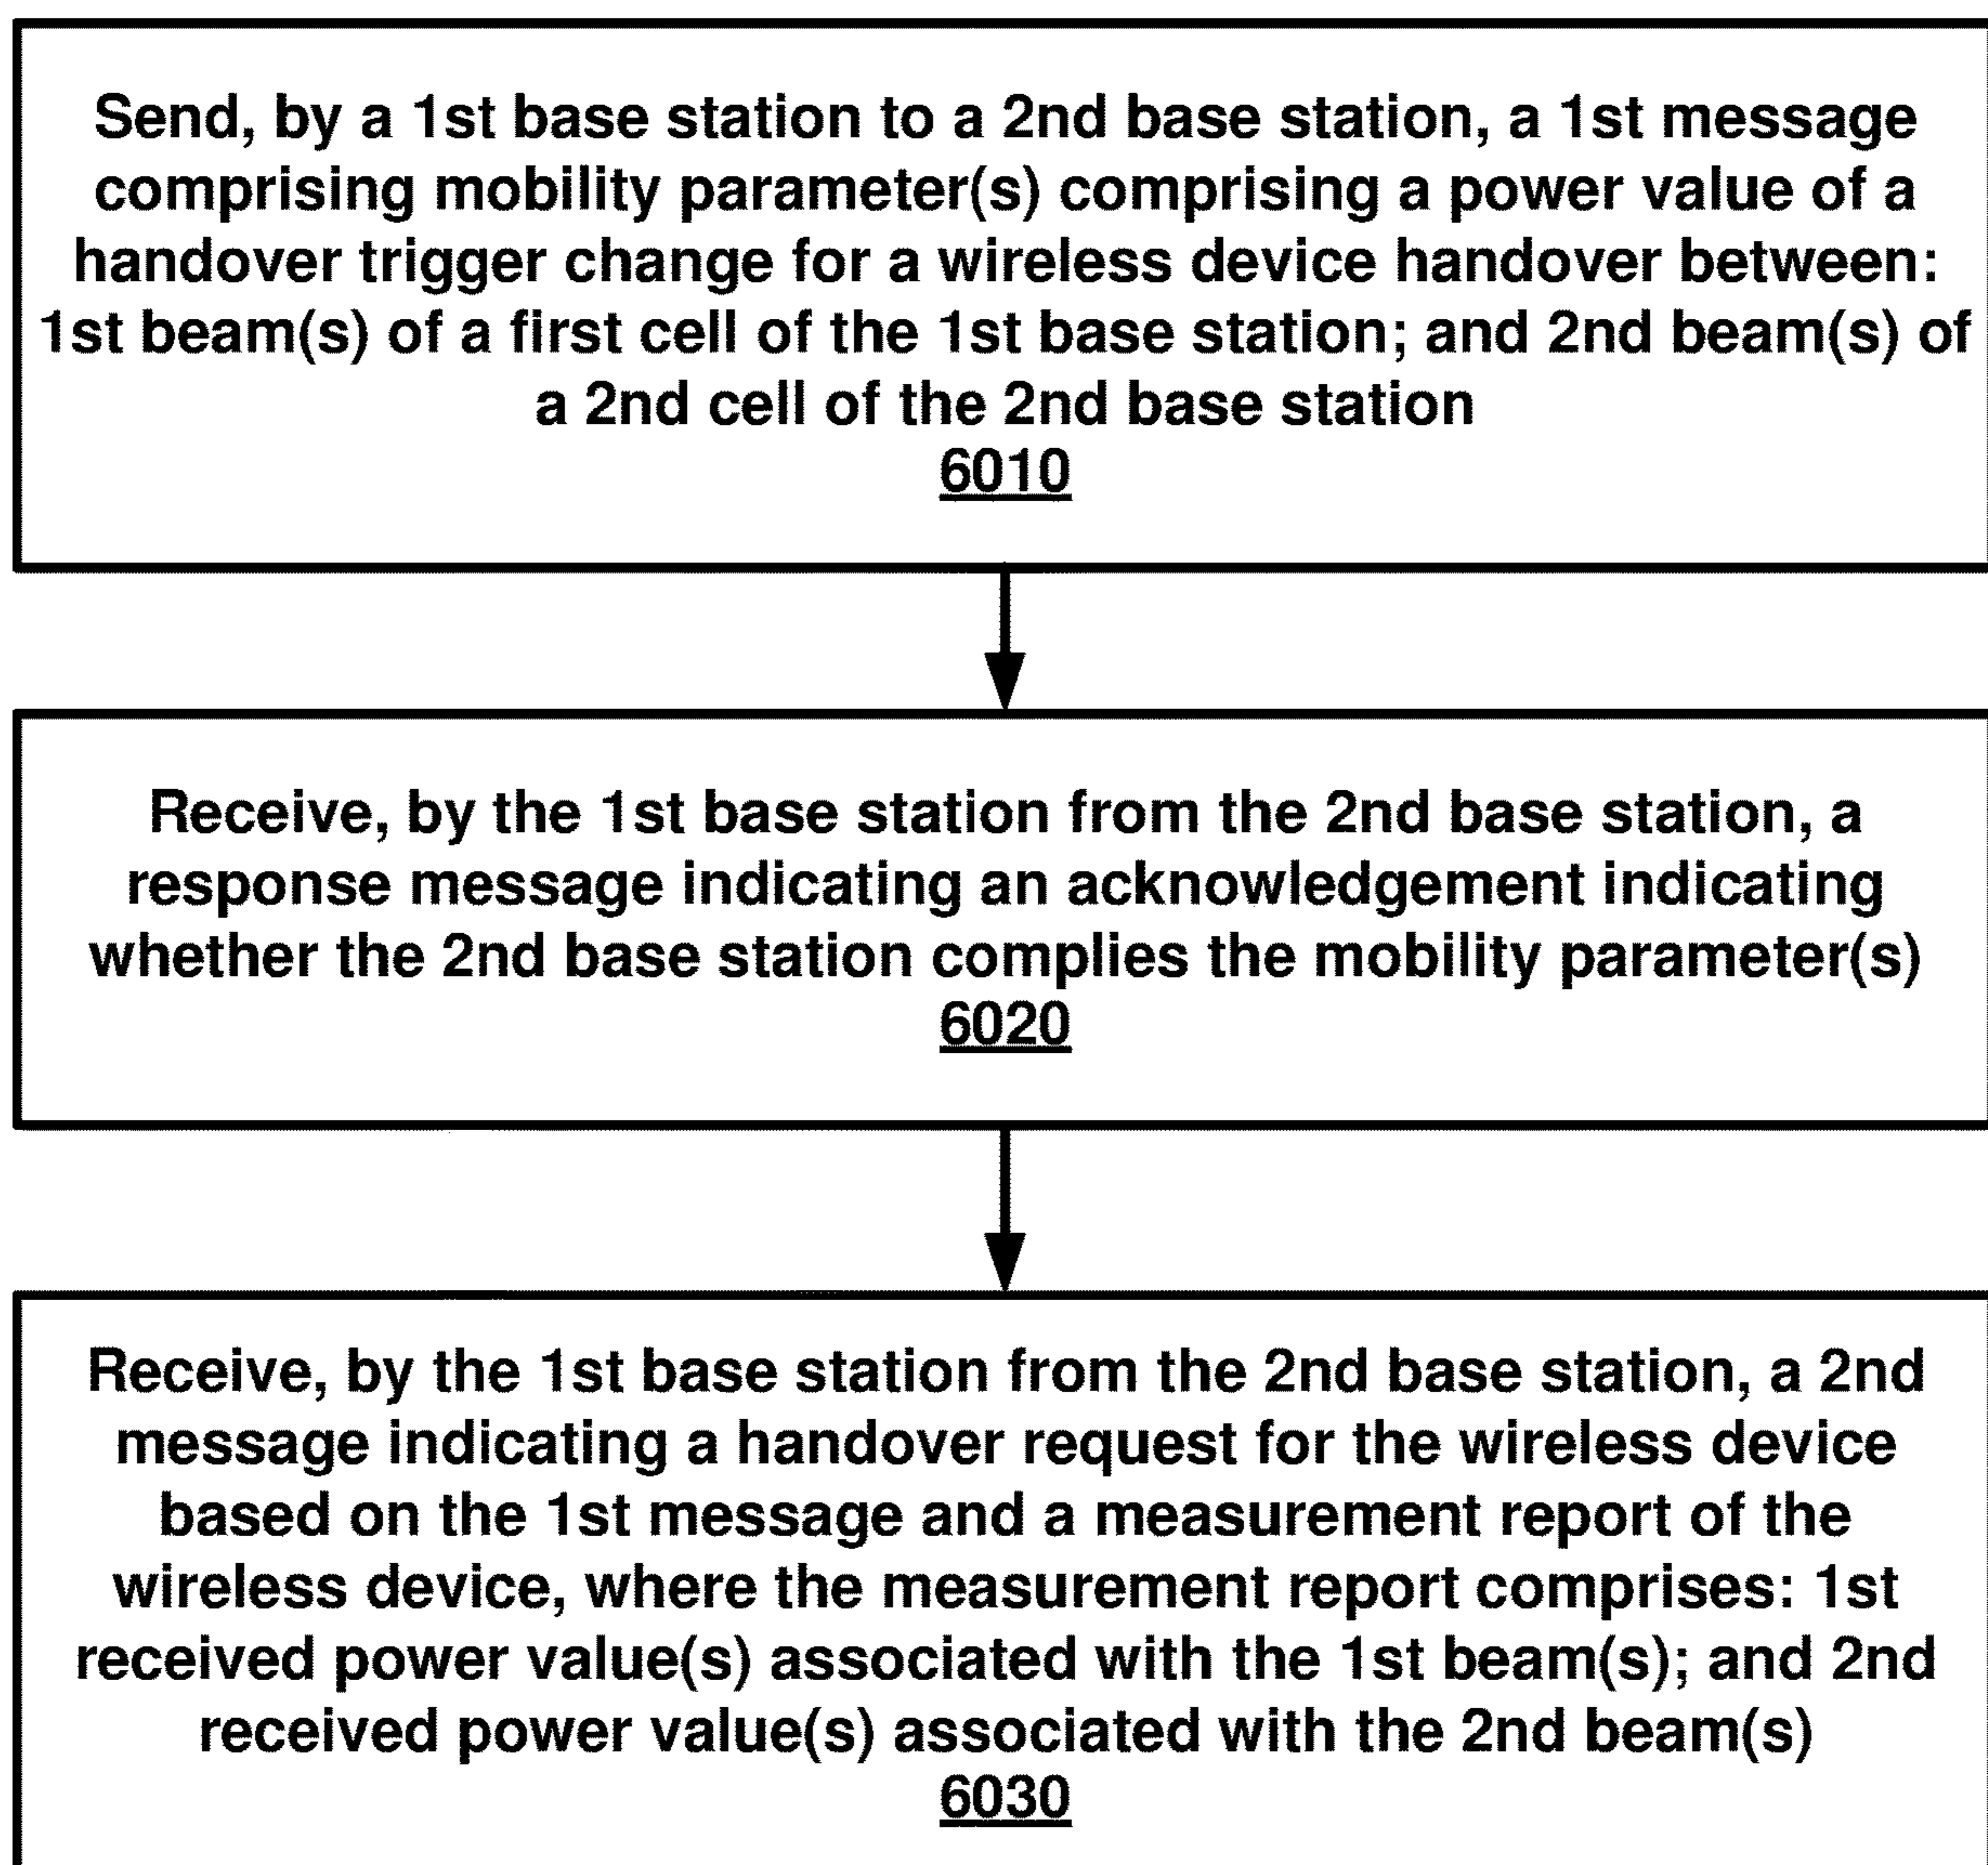 Send, by a 1st base station to a 2nd base station, a 1st message
comprising mobility parameter(s) comprising a power value of a
handover trigger change for a wireless device handover between:
1st beam(s) of a first cell of the 1st base station; and 2nd beam(s) of
a 2nd cell of the 2nd base station
6010
Receive, by the 1st base station from the 2nd base station, a
response message indicating an acknowledgement indicating
whether the 2nd base station complies the mobility parameter(s)
6020
Receive, by the 1st base station from the 2nd base station, a 2nd
message indicating a handover request for the wireless device
based on the 1st message and a measurement report of the
wireless device, where the measurement report comprises: 1st
received power value(s) associated with the 1st beam(s); and 2nd
received power value(s) associated with the 2nd beam(s)
6030